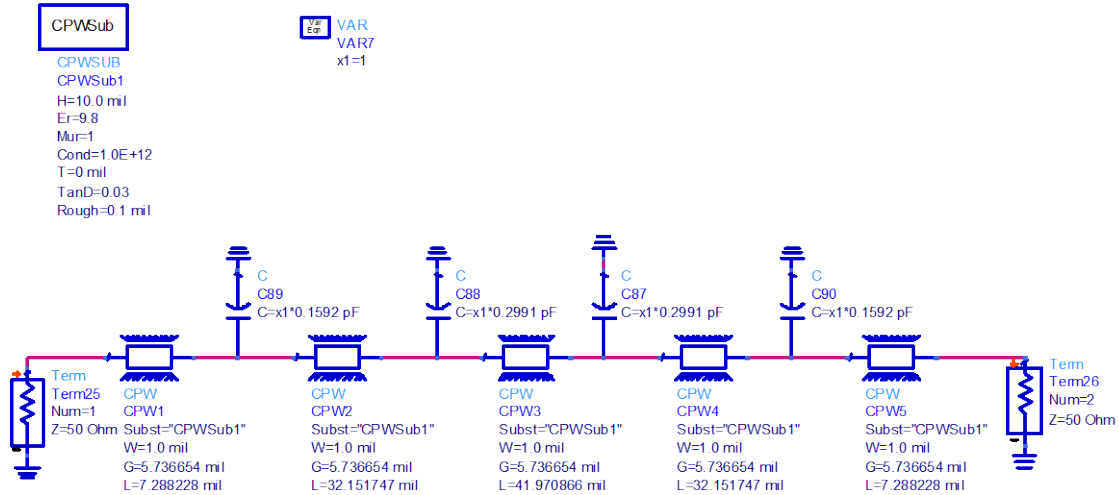 CPWSub
CPWSUB
CPWSub1
H=10.0 mil
Er=9.8
Mur=1
Cond=1.0E+12
T=0 mil
TanD=0.03
Rough=0.1 mil
Var
Eqn
VAR
VAR7
x1=1
C
C89
C=x1*0.1592 pF
C
C88
C=x1*0.2991 pF
C
C87
C=x1*0.2991 pF
C
C90
C=x1*0.1592 pF
Term
Term25
Num=1
Z=50 Ohm
CPW
CPW1
Subst="CPWSub1"
W=1.0 mil
G=5.736654 mil
L=7.288228 mil
CPW
CPW2
Subst="CPWSub1"
W=1.0 mil
G=5.736654 mil
L=32.151747 mil
CPW
CPW3
Subst="CPWSub1"
W=1.0 mil
G=5.736654 mil
L=41.970866 mil
CPW
CPW4
Subst="CPWSub1"
W=1.0 mil
G=5.736654 mil
L=32.151747 mil
CPW
CPW5
Subst="CPWSub1"
W=1.0 mil
G=5.736654 mil
L=7.288228 mil
Term
Term26
Num=2
Z=50 Ohm